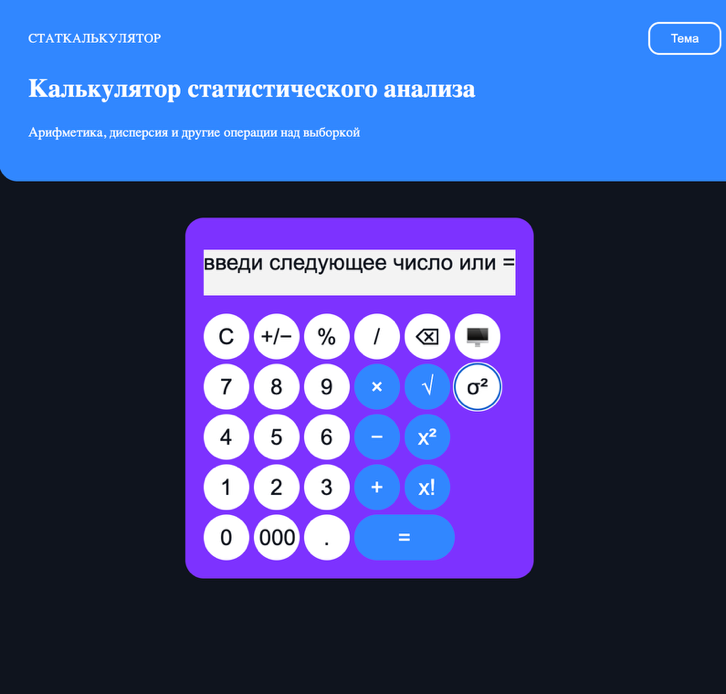 СТАТКАЛЬКУЛЯТОР
Тема
Калькулятор статистического анализа
Арифметика, дисперсия и другие операции над выборкой
введи следующее число или =
C +/− % / ⌫
7 8 9 × √ σ²
4 5 6 − x²
1 2 3 + x!
0 000 . =